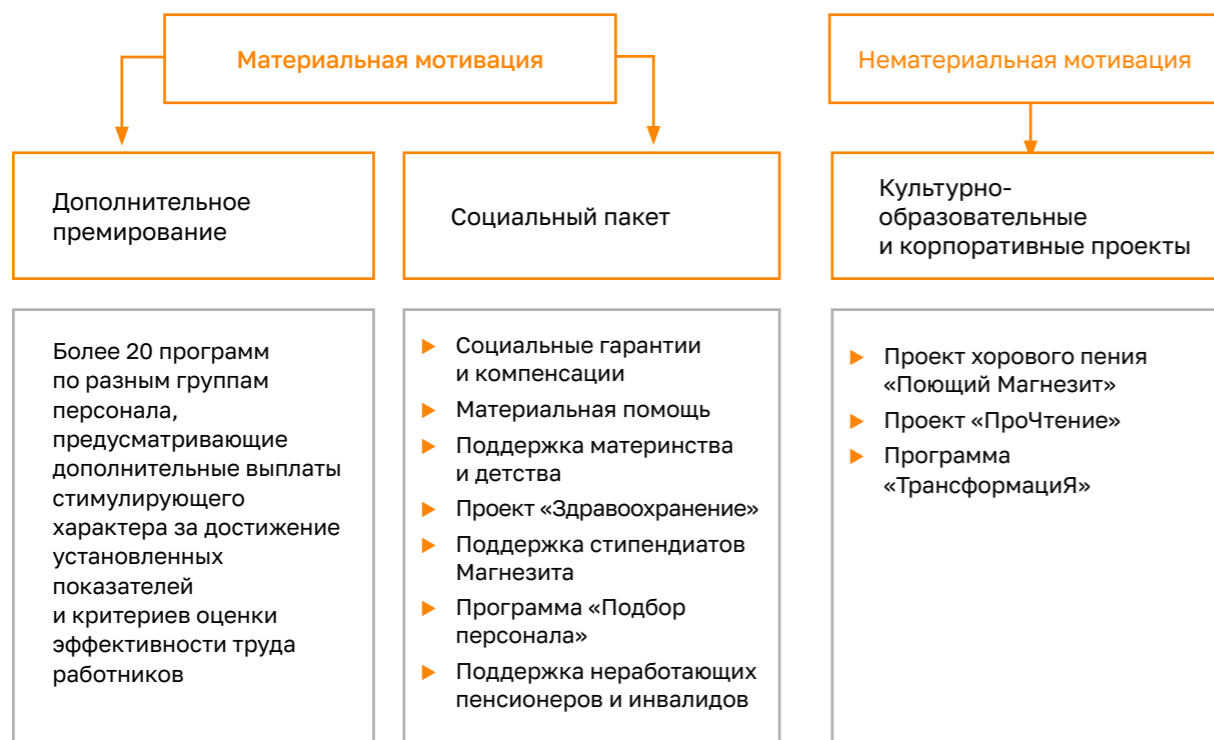 Материальная мотивация
Нематериальная мотивация
Дополнительное
премирование
Социальный пакет
Культурно-
образовательные
и корпоративные проекты
Более 20 программ
по разным группам
персонала,
предусматривающие
дополнительные выплаты
стимулирующего
характера за достижение
установленных
показателей
и критериев оценки
эффективности труда
работников
Социальные гарантии
и компенсации
Материальная помощь
Поддержка материнства
и детства
Проект «Здравоохранение»
Поддержка стипендиатов
Магнезита
Программа «Подбор
персонала»
Поддержка неработающих
пенсионеров и инвалидов
Проект хорового пения
«Поющий Магнезит»
Проект «ПроЧтение»
Программа
«ТрансформациЯ»